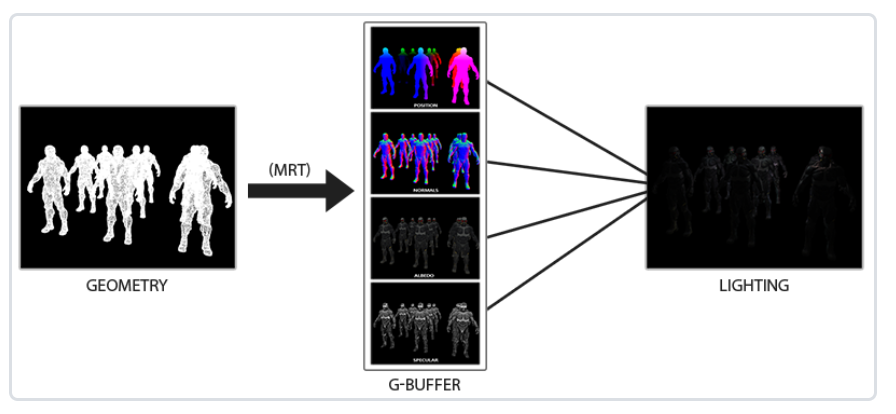 GEOMETRY
(MRT)
POSITION
NORMALS
ALBEDO
SPECULAR
G-BUFFER
LIGHTING